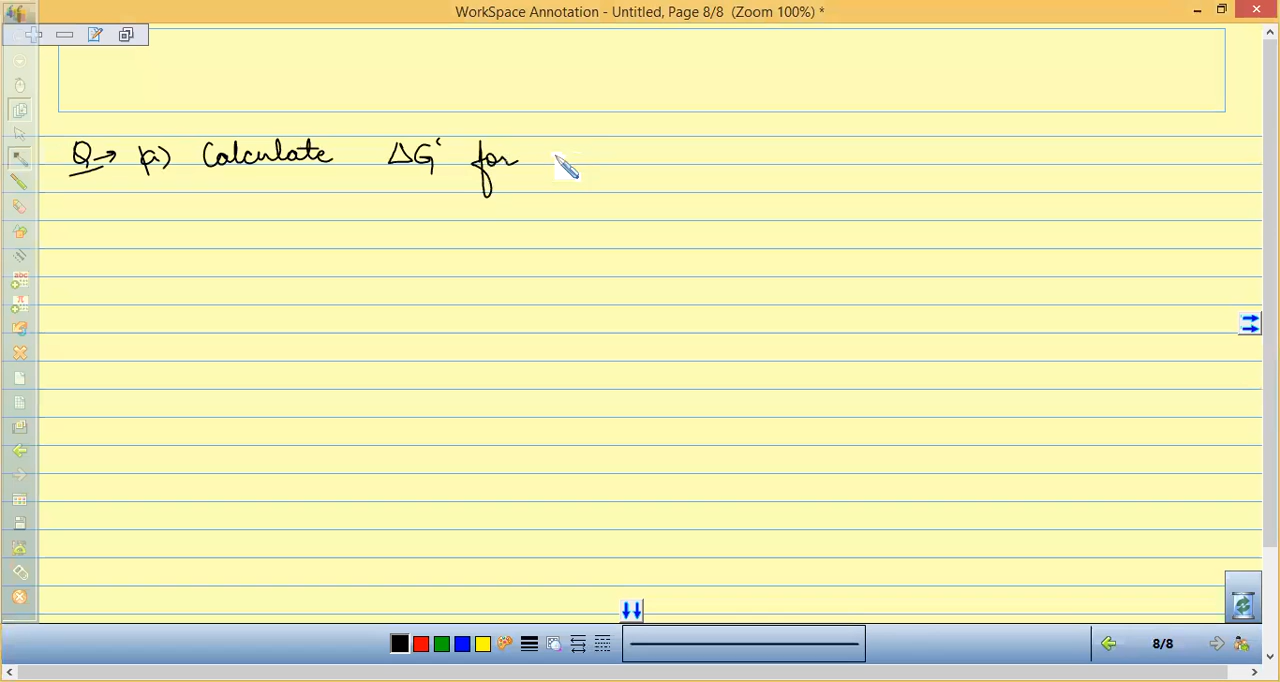 WorkSpace Annotation - Untitled, Page 8/8 (Zoom 100%) *
Q → a) Calculate ΔG° for
8/8